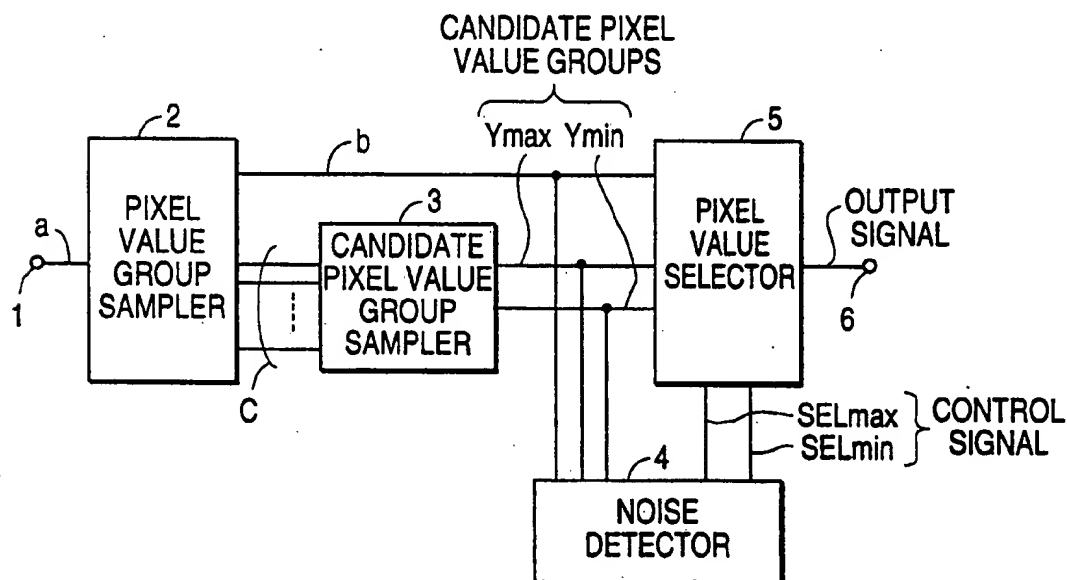 CANDIDATE PIXEL
VALUE GROUPS
Ymax Ymin
2
b
5
3
a
PIXEL
VALUE
GROUP
SAMPLER
CANDIDATE
PIXEL VALUE
GROUP
SAMPLER
PIXEL
VALUE
SELECTOR
OUTPUT
SIGNAL
1
6
C
SELmax
SELmin
CONTROL
SIGNAL
4
NOISE
DETECTOR